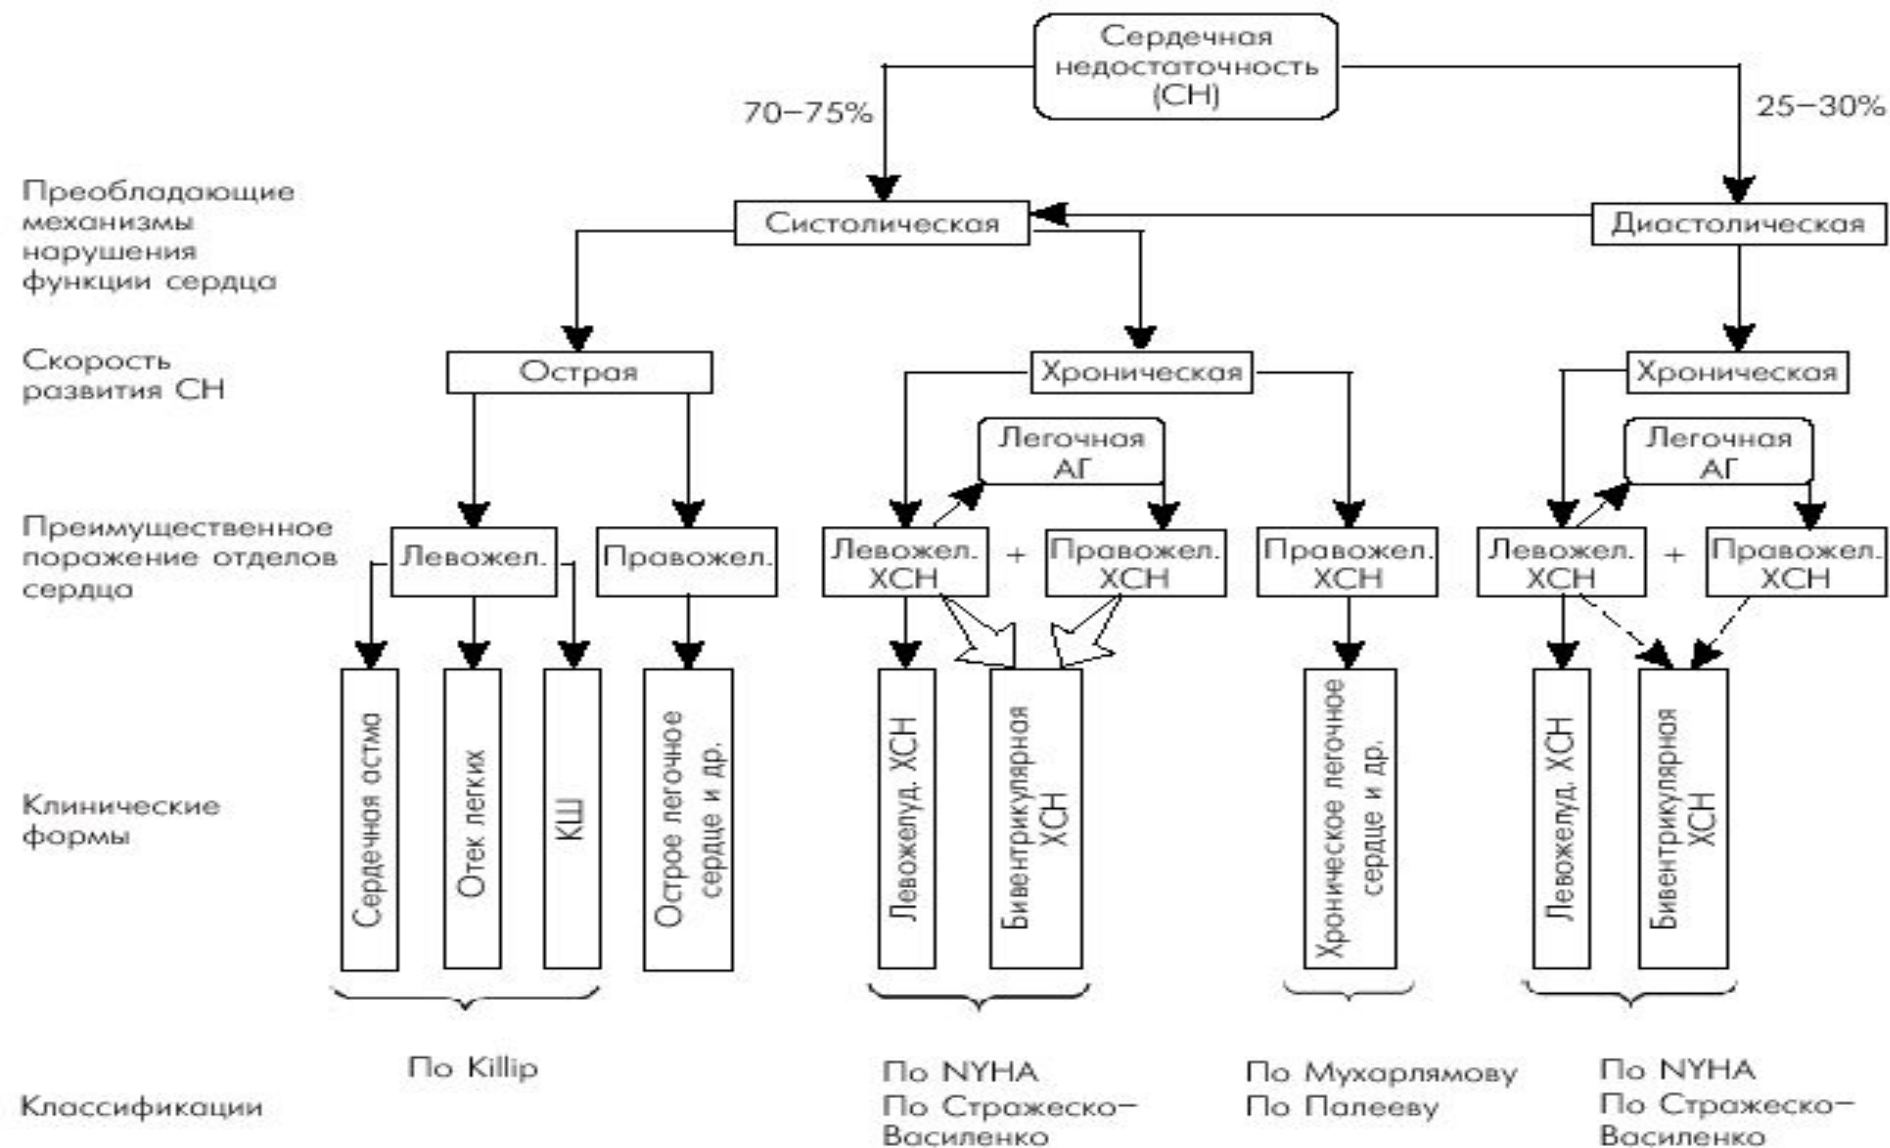 Сердечная
недостаточность
(СН)
70–75%
25–30%
Преобладающие
механизмы
нарушения
функции сердца
Систолическая
Диастолическая
Скорость
развития СН
Острая
Хроническая
Хроническая
Легочная
АГ
Легочная
АГ
Преимущественное
поражение отделов
сердца
Левожел.
Правожел.
Левожел.
ХСН
+
Правожел.
ХСН
Правожел.
ХСН
Левожел.
ХСН
+
Правожел.
ХСН
Клинические
формы
Сердечная астма
Отек легких
КШ
Острое легочное
сердце и др.
Левожелуд. ХСН
Бивентрикулярная
ХСН
Хроническое легочное
сердце и др.
Левожелуд. ХСН
Бивентрикулярная
ХСН
Классификации
По Killip
По NYHA
По Стражеско–
Василенко
По Мухарлямову
По Палееву
По NYHA
По Стражеско–
Василенко